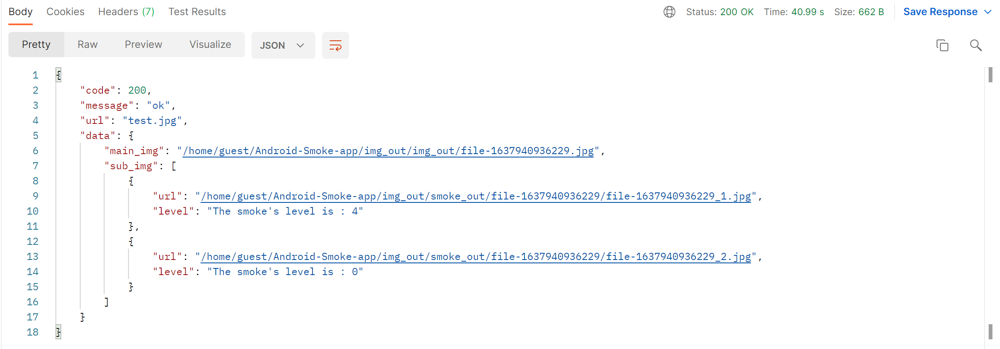 Body Cookies Headers (7) Test Results Status: 200 OK Time: 40.99 s Size: 662 B Save Response
Pretty Raw Preview Visualize JSON
1 {
2 "code": 200,
3 "message": "ok",
4 "url": "test.jpg",
5 "data": {
6 "main_img": "/home/guest/Android-Smoke-app/img_out/img_out/file-1637940936229.jpg",
7 "sub_img": [
8 {
9 "url": "/home/guest/Android-Smoke-app/img_out/smoke_out/file-1637940936229/file-1637940936229_1.jpg",
10 "level": "The smoke's level is : 4"
11 },
12 {
13 "url": "/home/guest/Android-Smoke-app/img_out/smoke_out/file-1637940936229/file-1637940936229_2.jpg",
14 "level": "The smoke's level is : 0"
15 }
16 ]
17 }
18 }